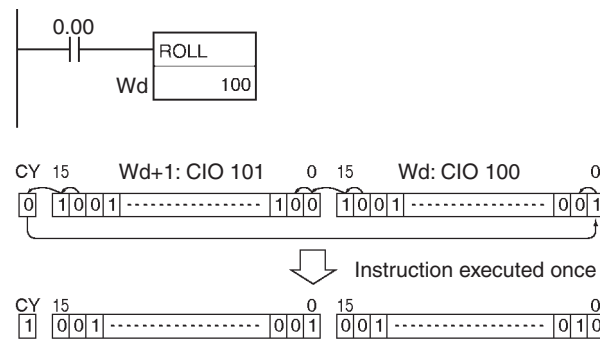 0.00
ROLL
Wd 100
CY 15 Wd+1: CIO 101 0 15 Wd: CIO 100 0
0 1 0 0 1 1 0 0 1 0 0 1 0 0 1
Instruction executed once
CY 15 0 15 0
1 0 0 1 0 0 1 0 0 1 0 1 0